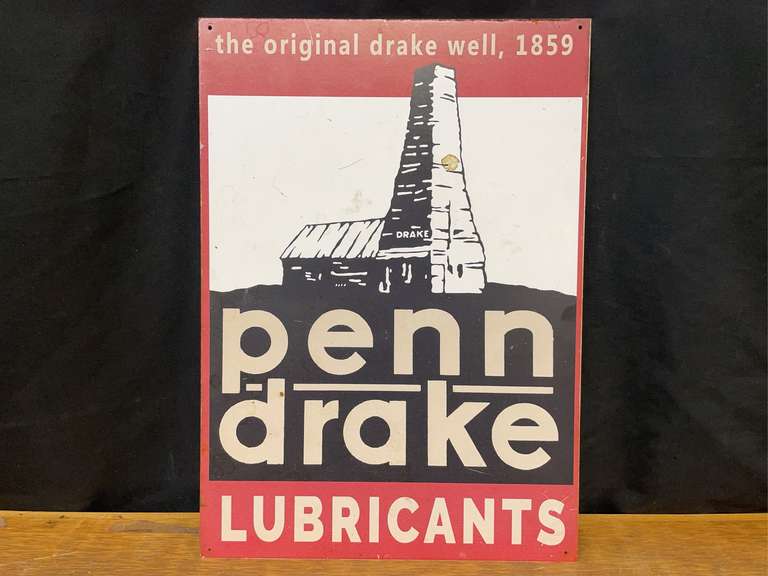 the original drake well, 1859
DRAKE
penn
drake
LUBRICANTS